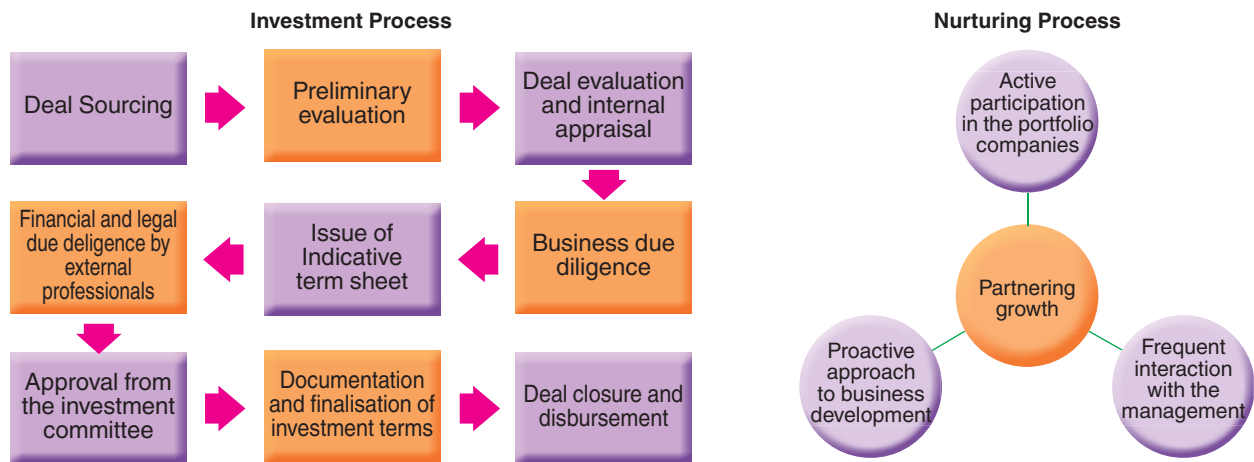 Investment Process
Deal Sourcing
Preliminary
evaluation
Deal evaluation
and internal
appraisal
Business due
diligence
Issue of
Indicative
term sheet
Financial and legal
due deligence by
external
professionals
Approval from
the investment
committee
Documentation
and finalisation of
investment terms
Deal closure and
disbursement
Nurturing Process
Active
participation
in the portfolio
companies
Partnering
growth
Proactive
approach
to business
development
Frequent
interaction
with the
management